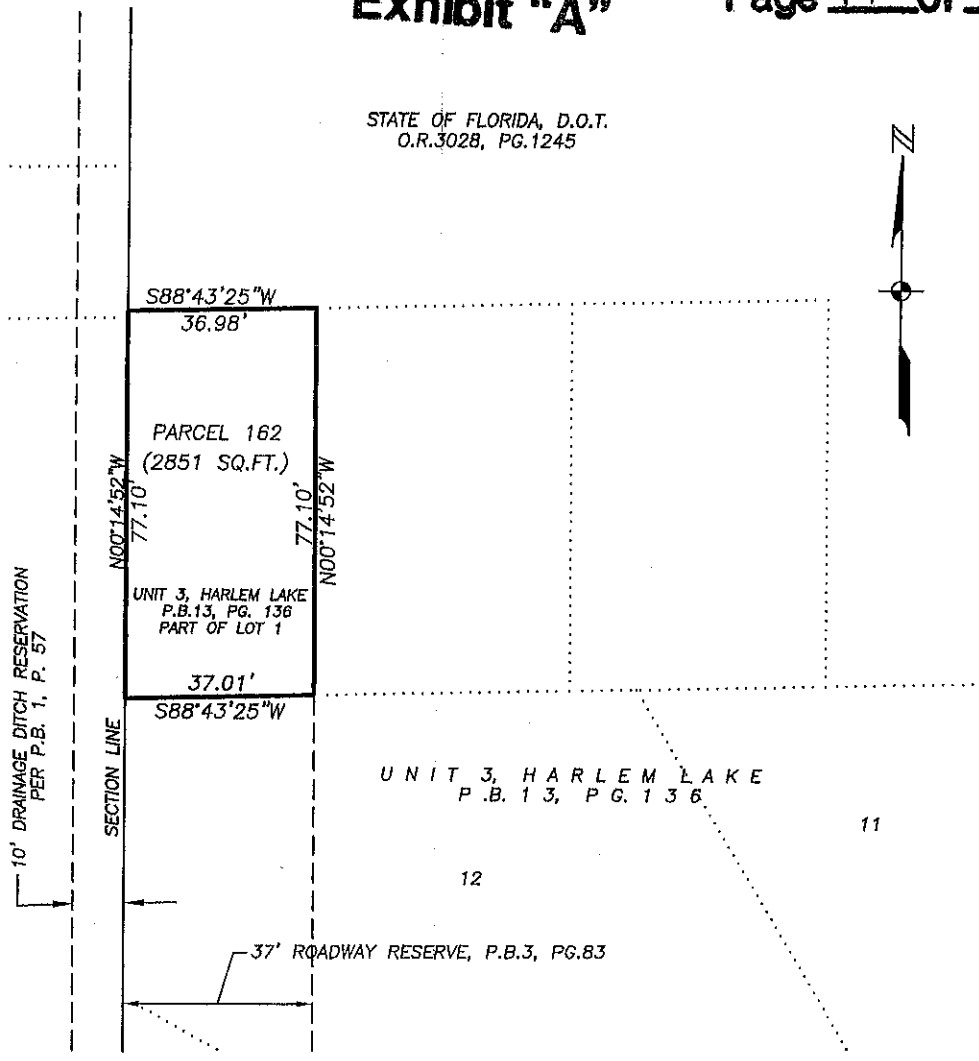 Exhibit "A"
Page of
STATE OF FLORIDA, D.O.T.
O.R.3028, PG.1245
N
S88°43'25"W
36.98'
PARCEL 162
(2851 SQ.FT.)
N00°14'52"W
77.10'
77.10'
N00°14'52"W
UNIT 3, HARLEM LAKE
P.B.13, PG. 136
PART OF LOT 1
37.01'
S88°43'25"W
10' DRAINAGE DITCH RESERVATION
PER P.B. 1, P. 57
SECTION LINE
UNIT 3, HARLEM LAKE
P.B. 13, PG. 136
11
12
37' ROADWAY RESERVE, P.B.3, PG.83